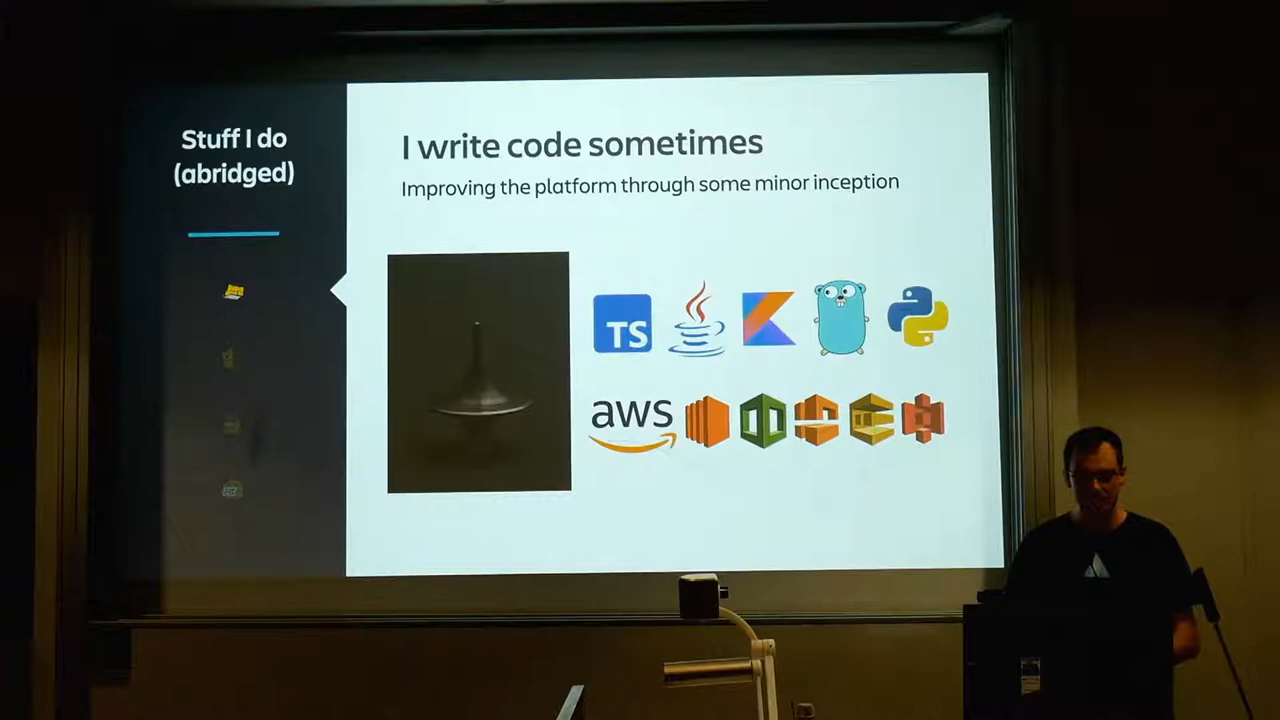 Stuff I do
(abridged)
I write code sometimes
Improving the platform through some minor inception
TS
aws